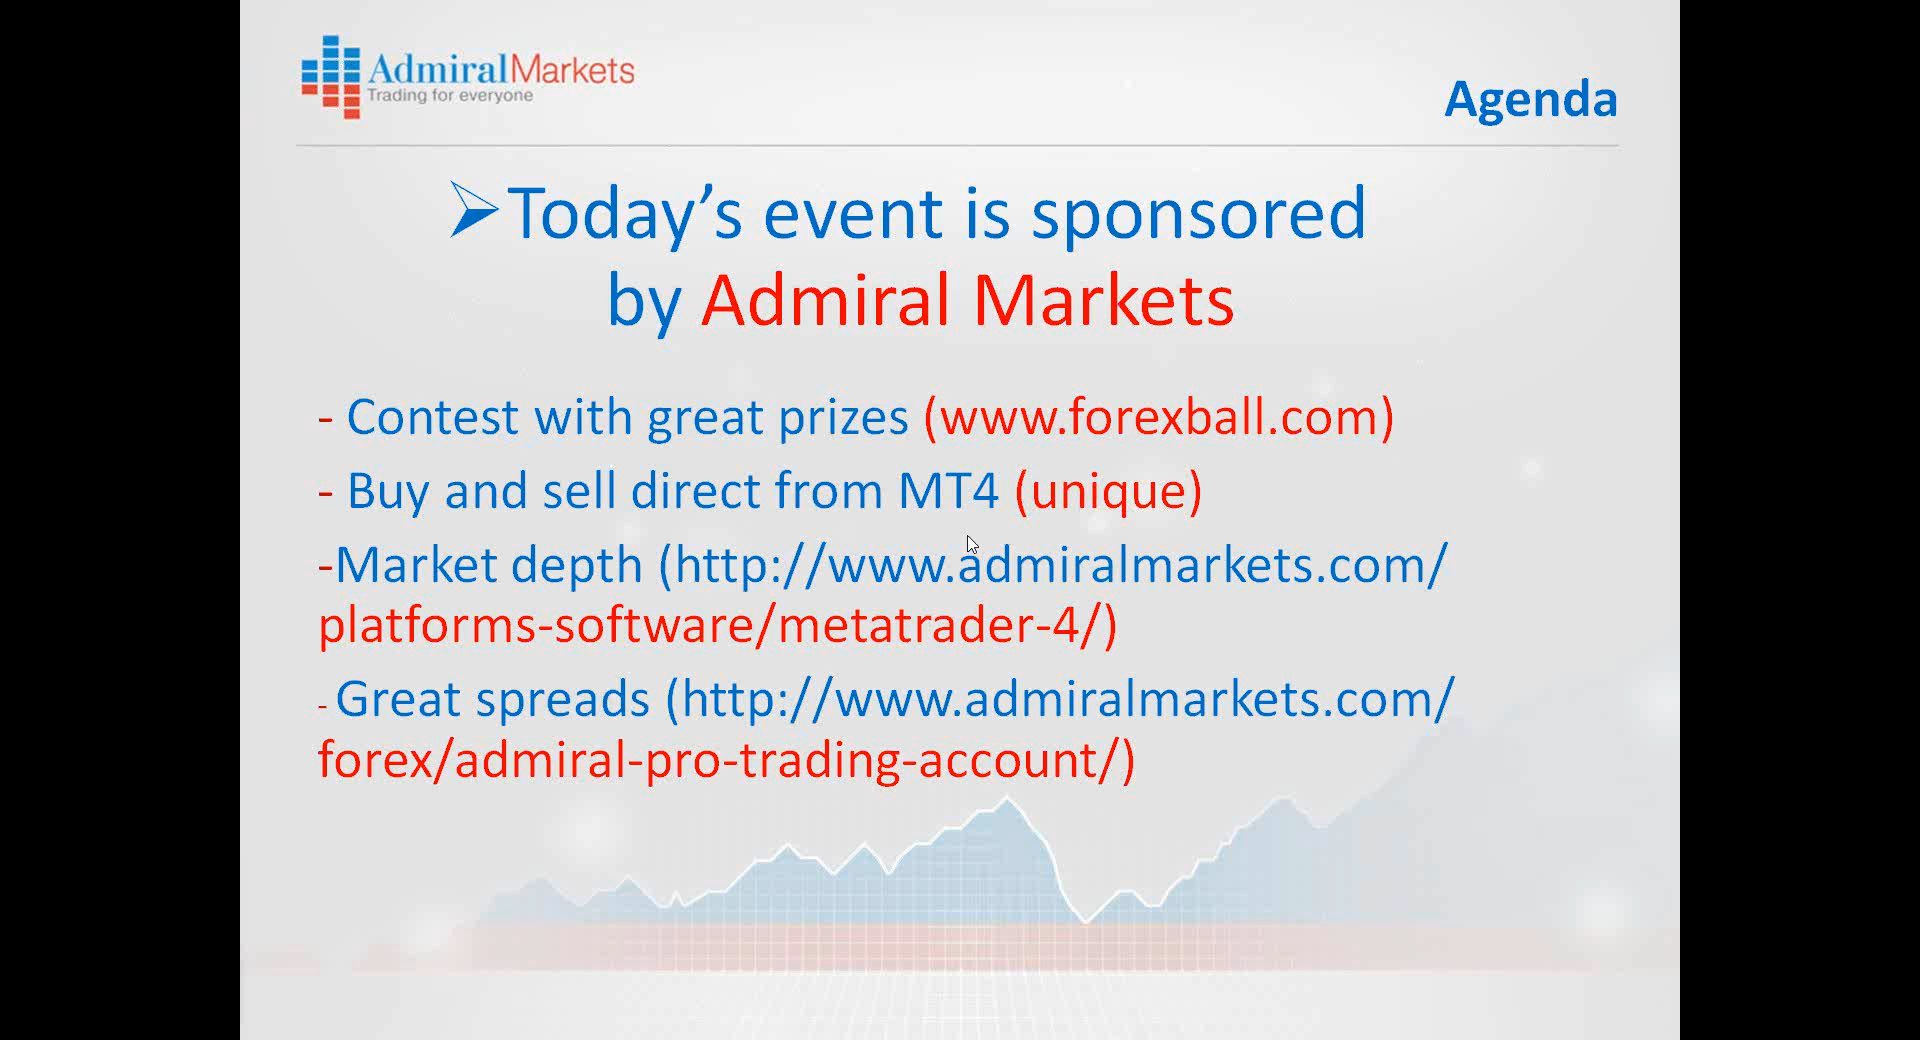 AdmiralMarkets
Trading for everyone
Agenda
➢Today’s event is sponsored
by Admiral Markets
- Contest with great prizes (www.forexball.com)
- Buy and sell direct from MT4 (unique)
-Market depth (http://www.admiralmarkets.com/
platforms-software/metatrader-4/)
- Great spreads (http://www.admiralmarkets.com/
forex/admiral-pro-trading-account/)